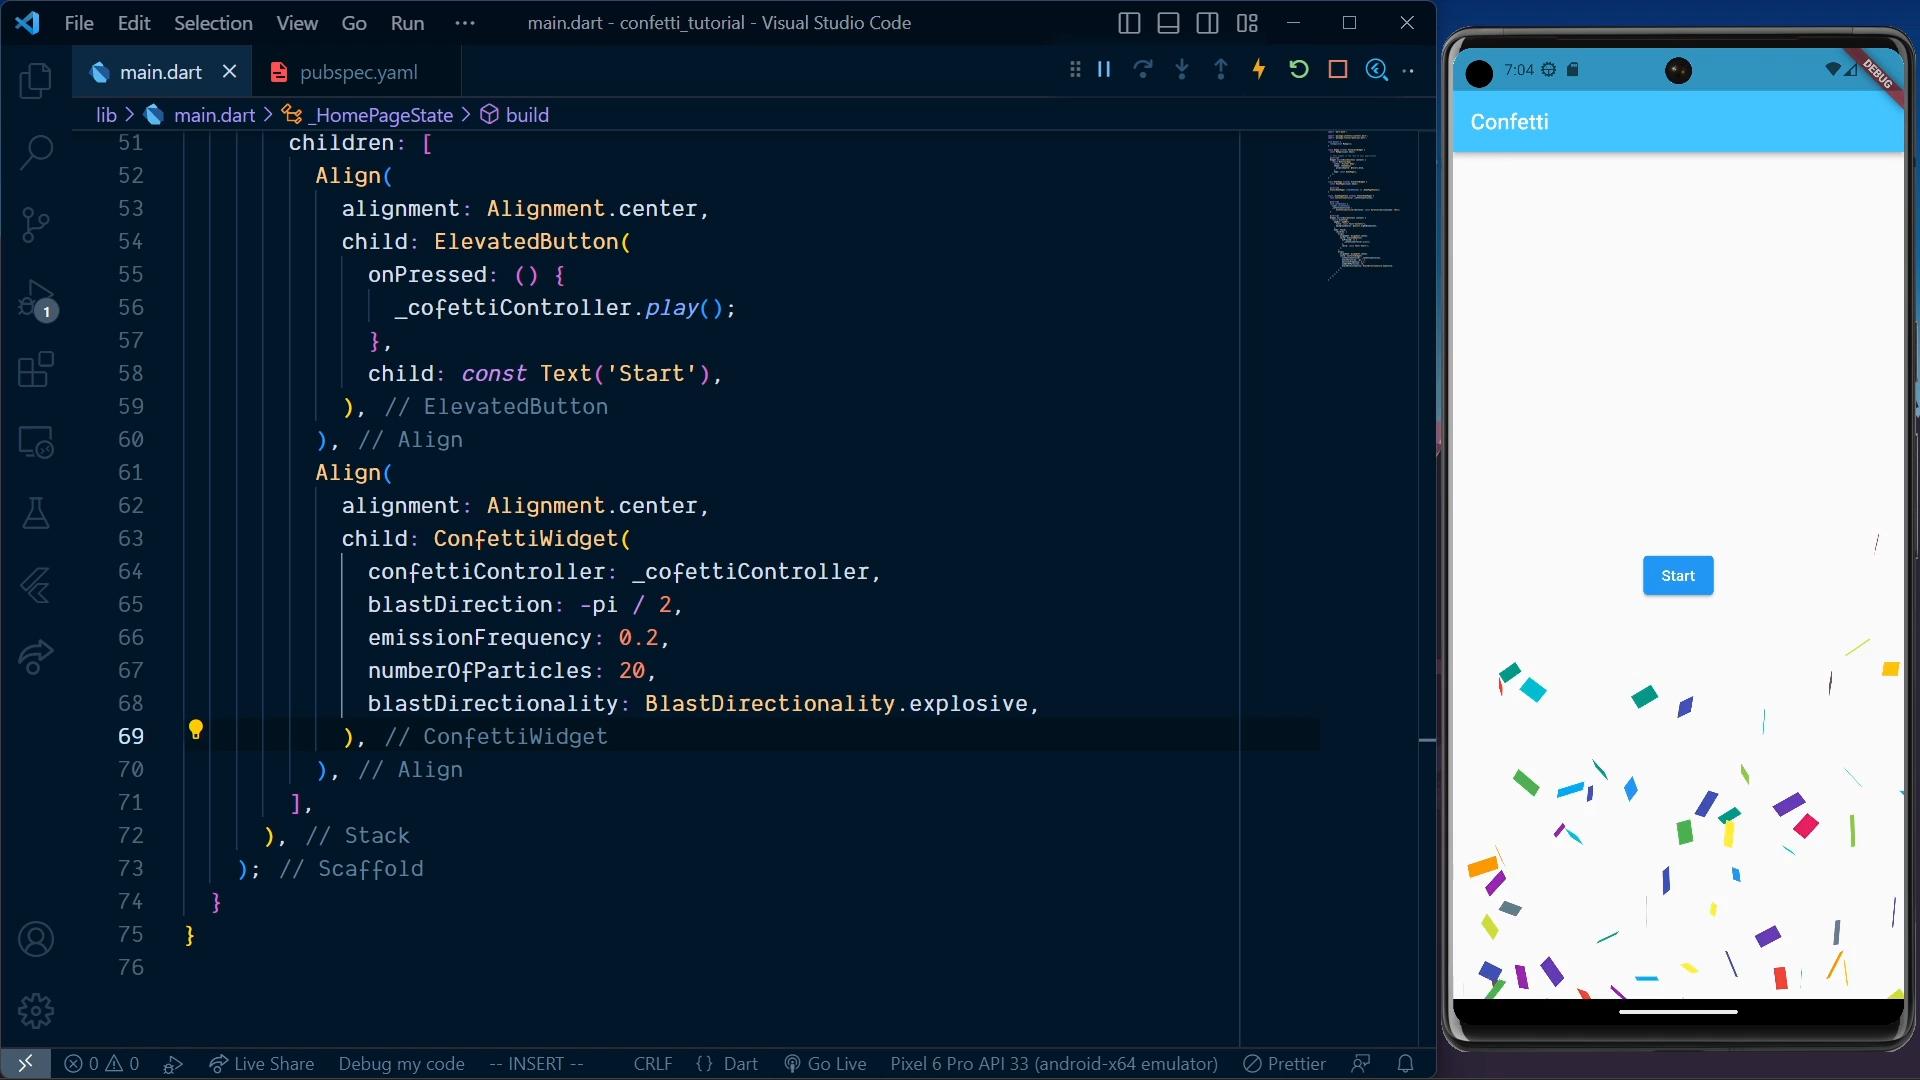 File Edit Selection View Go Run ··· main.dart - confetti_tutorial - Visual Studio Code
main.dart pubspec.yaml
lib > main.dart > _HomePageState > build
51 children: [
52 Align(
53 alignment: Alignment.center,
54 child: ElevatedButton(
55 onPressed: () {
56 _cofettiController.play();
57 },
58 child: const Text('Start'),
59 ), // ElevatedButton
60 ), // Align
61 Align(
62 alignment: Alignment.center,
63 child: ConfettiWidget(
64 confettiController: _cofettiController,
65 blastDirection: -pi / 2,
66 emissionFrequency: 0.2,
67 numberOfParticles: 20,
68 blastDirectionality: BlastDirectionality.explosive,
69 ), // ConfettiWidget
70 ), // Align
71 ],
72 ), // Stack
73 ); // Scaffold
74 }
75 }
76
1
0 0 Live Share Debug my code -- INSERT -- CRLF {} Dart Go Live Pixel 6 Pro API 33 (android-x64 emulator) Prettier
7:04
DEBUG
Confetti
Start